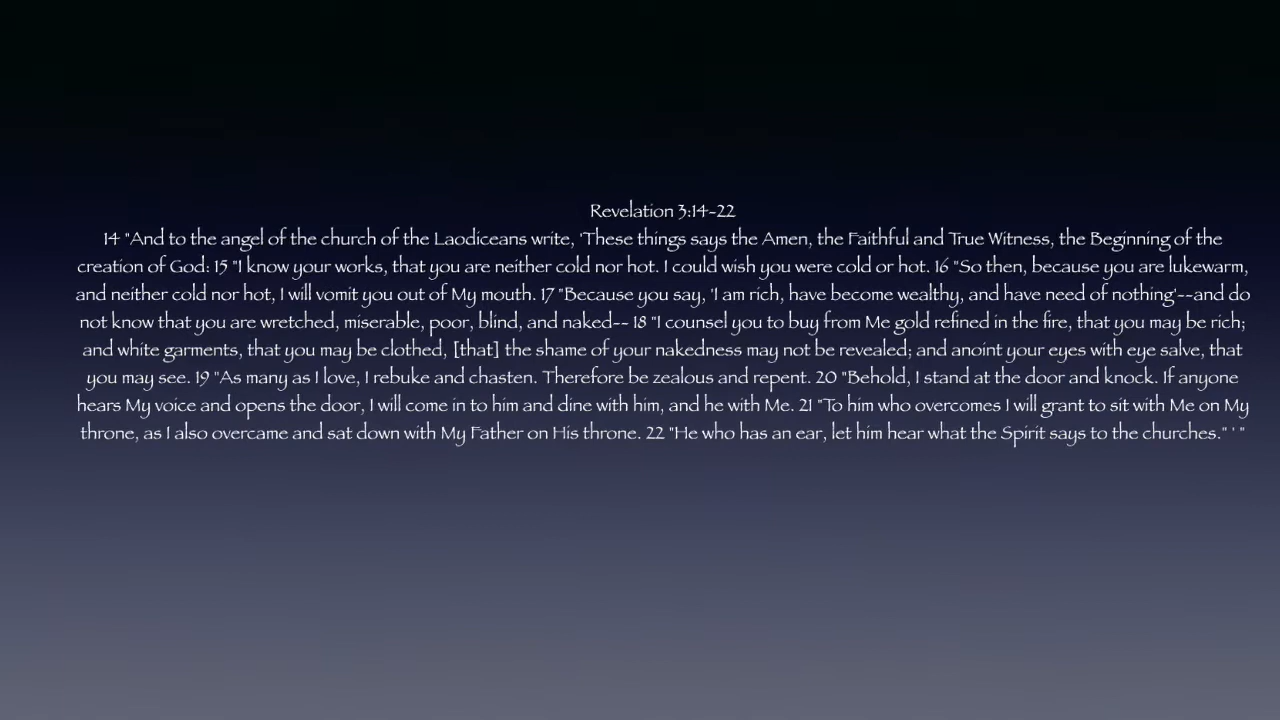 Revelation 3:14-22
14 "And to the angel of the church of the Laodiceans write, 'These things says the Amen, the Faithful and True Witness, the Beginning of the
creation of God: 15 "I know your works, that you are neither cold nor hot. I could wish you were cold or hot. 16 "So then, because you are lukewarm,
and neither cold nor hot, I will vomit you out of My mouth. 17 "Because you say, 'I am rich, have become wealthy, and have need of nothing'--and do
not know that you are wretched, miserable, poor, blind, and naked-- 18 "I counsel you to buy from Me gold refined in the fire, that you may be rich;
and white garments, that you may be clothed, [that] the shame of your nakedness may not be revealed; and anoint your eyes with eye salve, that
you may see. 19 "As many as I love, I rebuke and chasten. Therefore be zealous and repent. 20 "Behold, I stand at the door and knock. If anyone
hears My voice and opens the door, I will come in to him and dine with him, and he with Me. 21 "To him who overcomes I will grant to sit with Me on My
throne, as I also overcame and sat down with My Father on His throne. 22 "He who has an ear, let him hear what the Spirit says to the churches." ' "